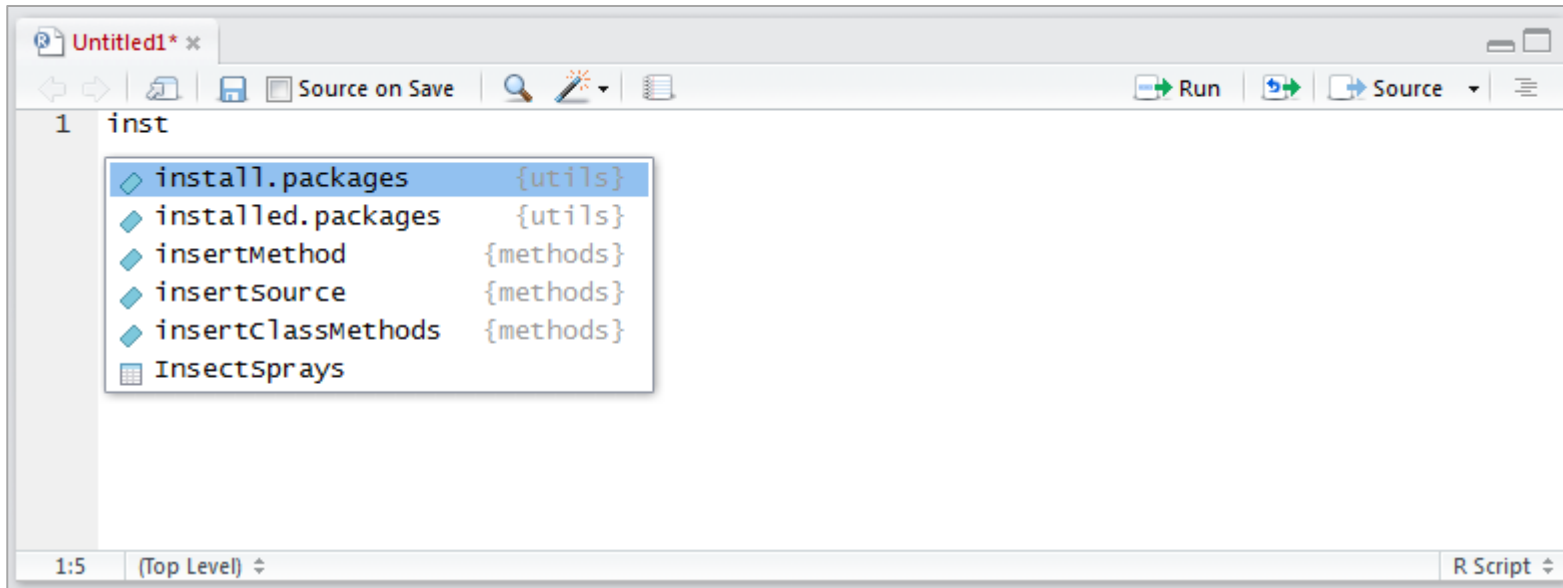 Untitled1*
Source on Save Run Source
1 inst
install.packages {utils}
installed.packages {utils}
insertMethod {methods}
insertSource {methods}
insertClassMethods {methods}
InsectSprays
1:5 (Top Level) R Script